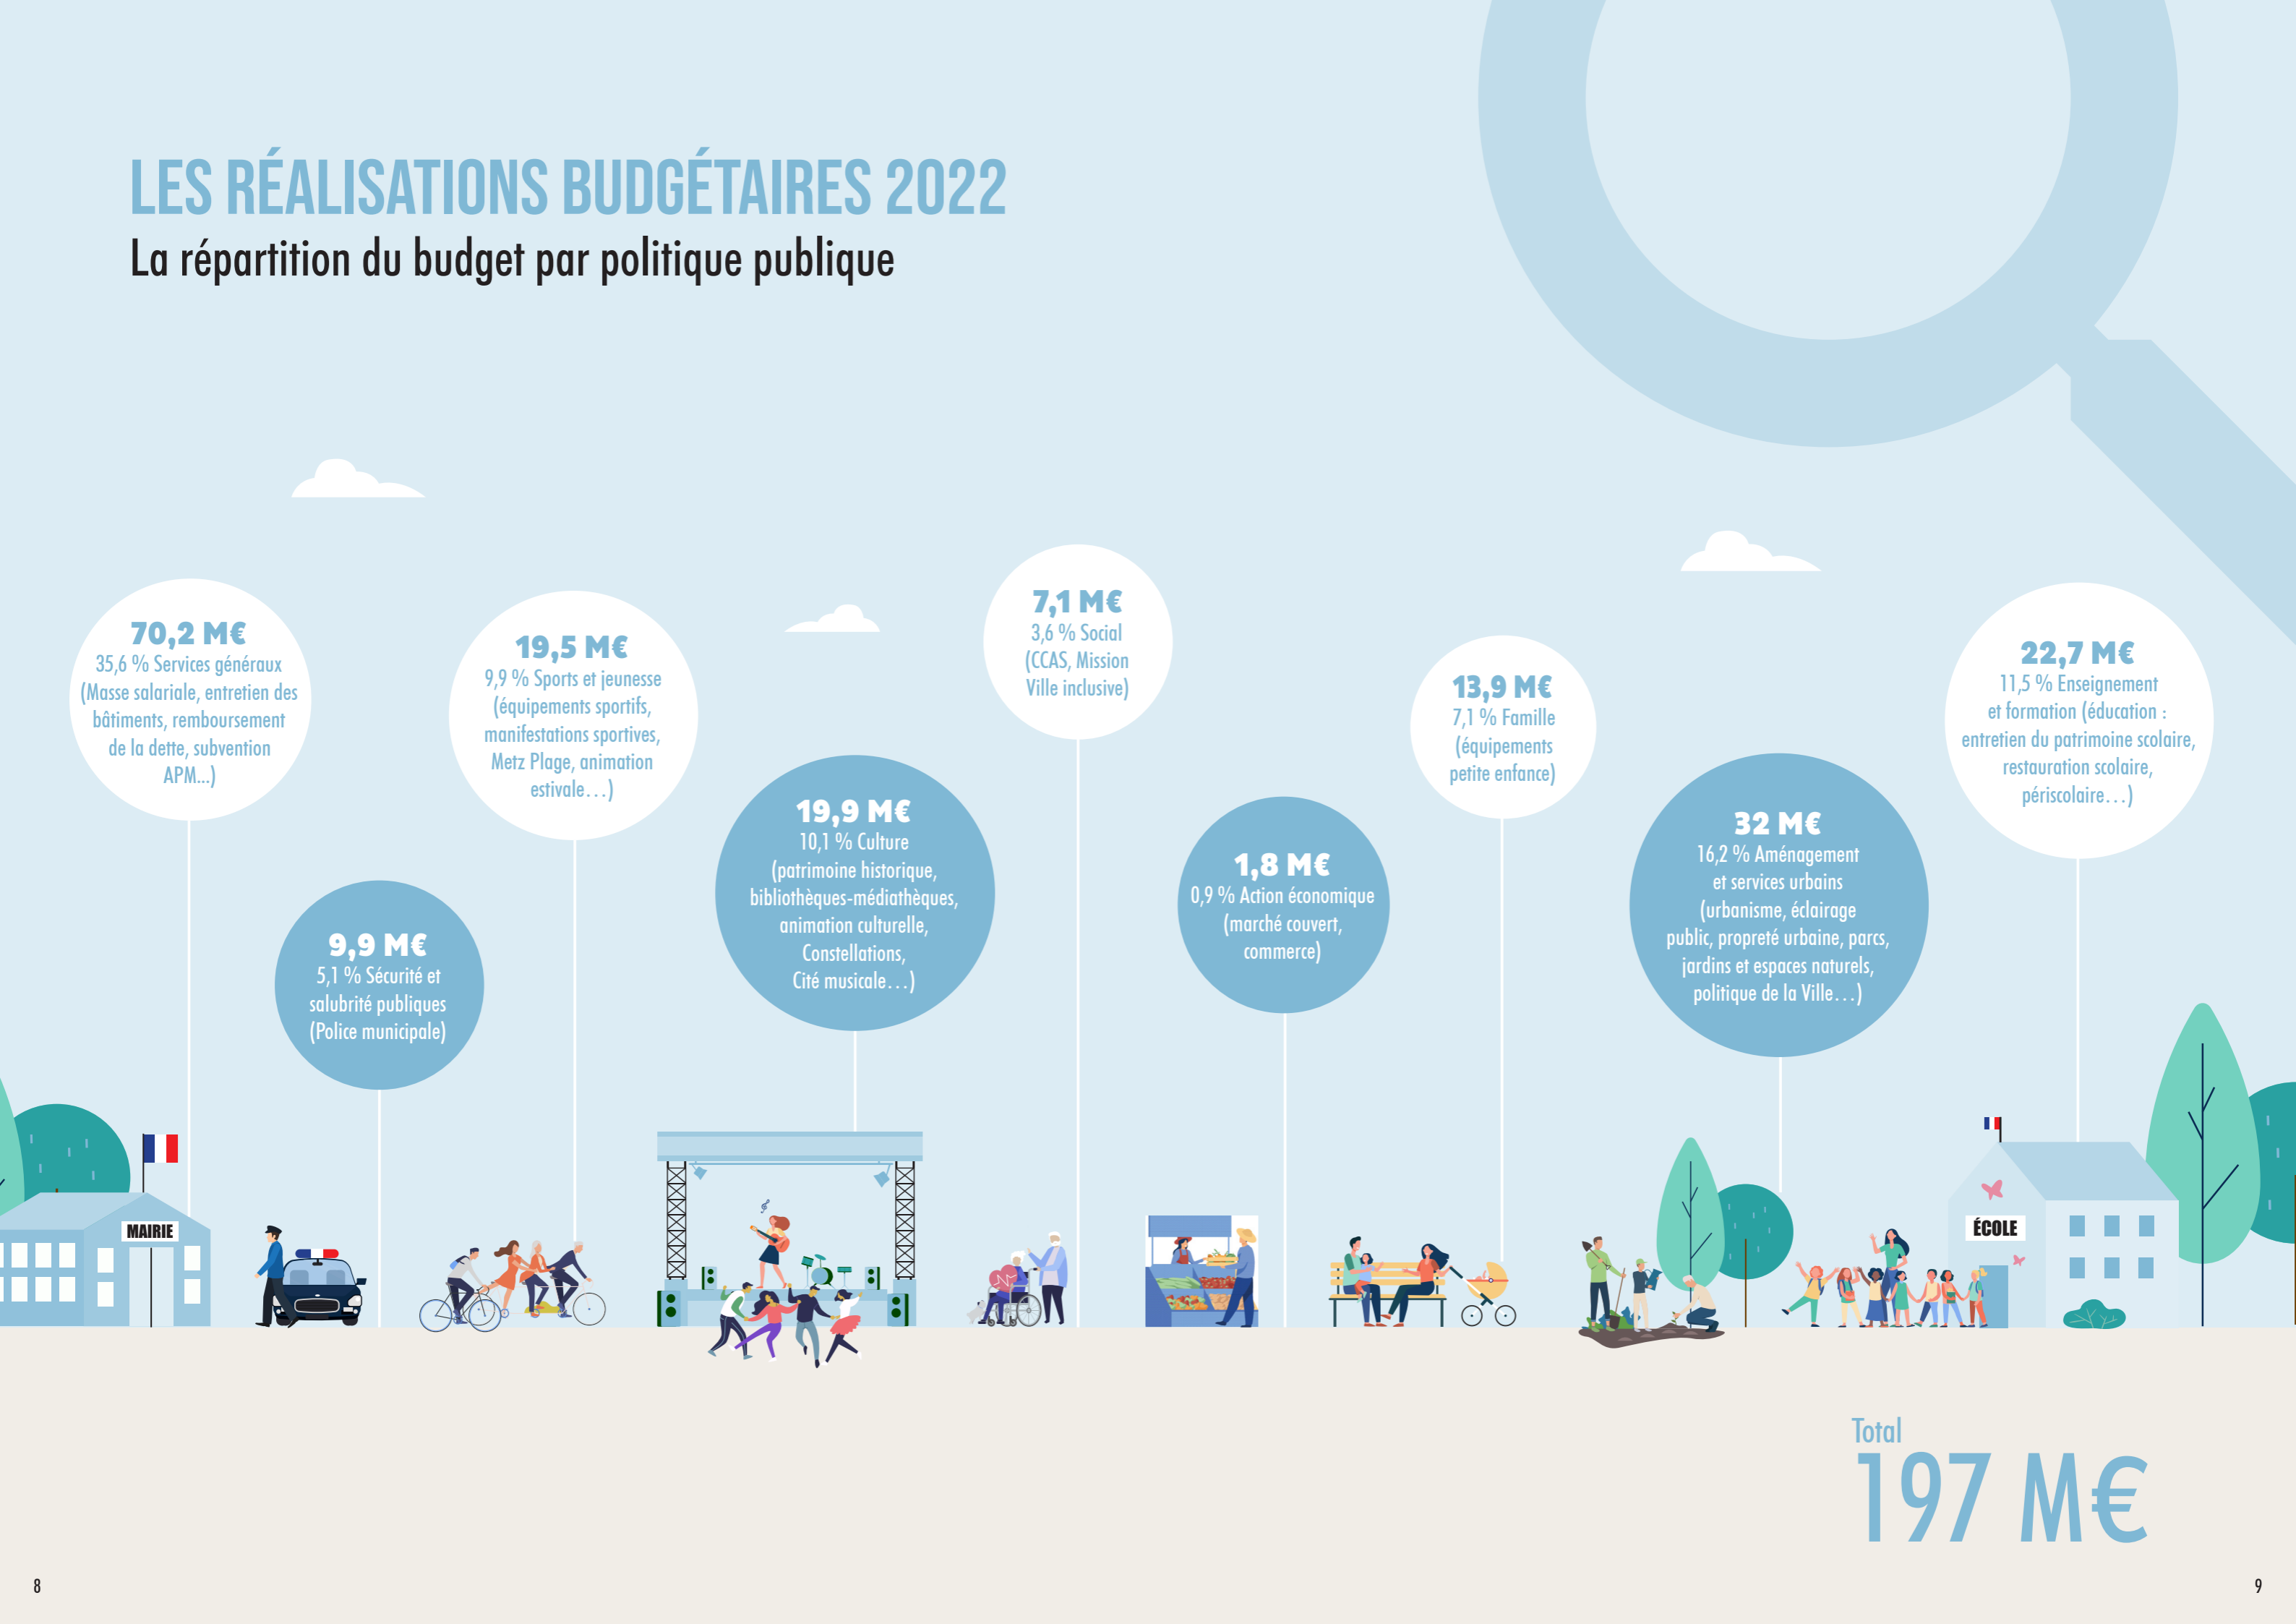 LES RÉALISATIONS BUDGÉTAIRES 2022
La répartition du budget par politique publique
70,2 M€
35,6 % Services généraux
(Masse salariale, entretien des
bâtiments, remboursement
de la dette, subvention
APM...)
9,9 M€
5,1 % Sécurité et
salubrité publiques
(Police municipale)
19,5 M€
9,9 % Sports et jeunesse
(équipements sportifs,
manifestations sportives,
Metz Plage, animation
estivale…)
19,9 M€
10,1 % Culture
(patrimoine historique,
bibliothèques-médiathèques,
animation culturelle,
Constellations,
Cité musicale…)
7,1 M€
3,6 % Social
(CCAS, Mission
Ville inclusive)
1,8 M€
0,9 % Action économique
(marché couvert,
commerce)
13,9 M€
7,1 % Famille
(équipements
petite enfance)
32 M€
16,2 % Aménagement
et services urbains
(urbanisme, éclairage
public, propreté urbaine, parcs,
jardins et espaces naturels,
politique de la Ville…)
22,7 M€
11,5 % Enseignement
et formation (éducation :
entretien du patrimoine scolaire,
restauration scolaire,
périscolaire…)
MAIRIE
ÉCOLE
Total
197 M€
8
9